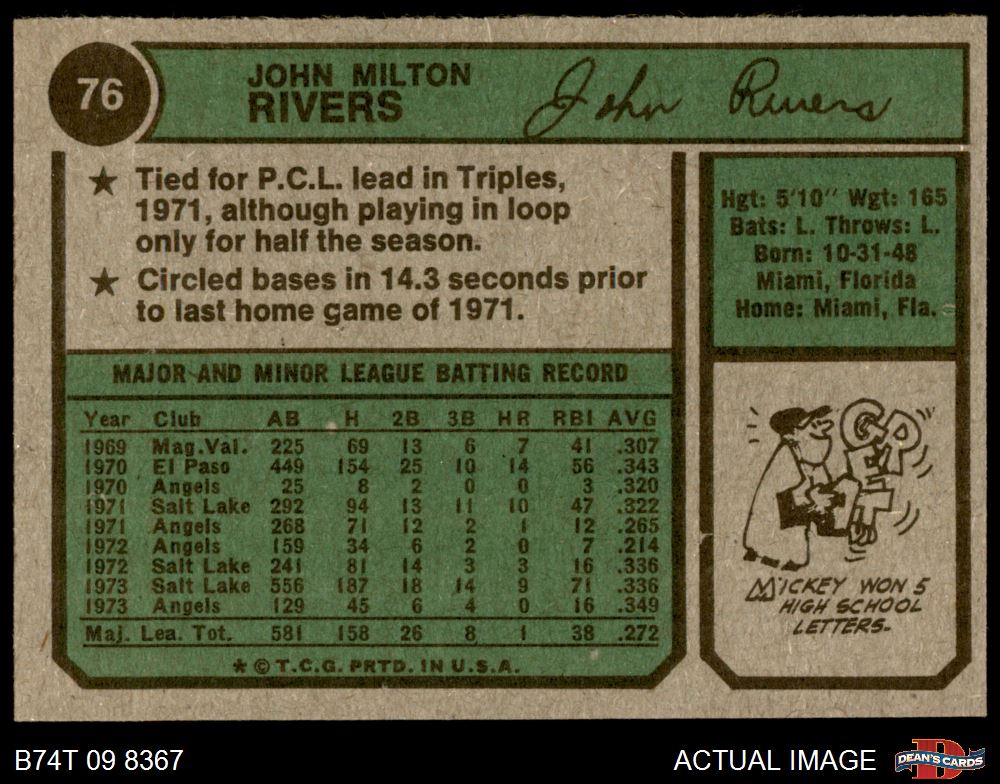 76
JOHN MILTON
RIVERS
John Rivers
★ Tied for P.C.L. lead in Triples,
1971, although playing in loop
only for half the season.
★ Circled bases in 14.3 seconds prior
to last home game of 1971.
Hgt: 5'10" Wgt: 165
Bats: L. Throws: L.
Born: 10-31-48
Miami, Florida
Home: Miami, Fla.
MAJOR AND MINOR LEAGUE BATTING RECORD
Year Club AB H 2B 3B HR RBI AVG
1969 Mag.Val. 225 69 13 6 7 41 .307
1970 El Paso 449 154 25 10 14 56 .343
1970 Angels 25 8 2 0 0 3 .320
1971 Salt Lake 292 94 13 11 10 47 .322
1971 Angels 268 71 12 2 1 12 .265
1972 Angels 159 34 6 2 0 7 .214
1972 Salt Lake 241 81 14 3 3 16 .336
1973 Salt Lake 556 187 18 14 9 71 .336
1973 Angels 129 45 6 4 0 16 .349
Maj. Lea. Tot. 581 158 26 8 1 38 .272
* © T.C.G. PRTD. IN U.S.A.
MICKEY WON 5
HIGH SCHOOL
LETTERS.
B74T 09 8367
ACTUAL IMAGE
DEAN'S CARDS